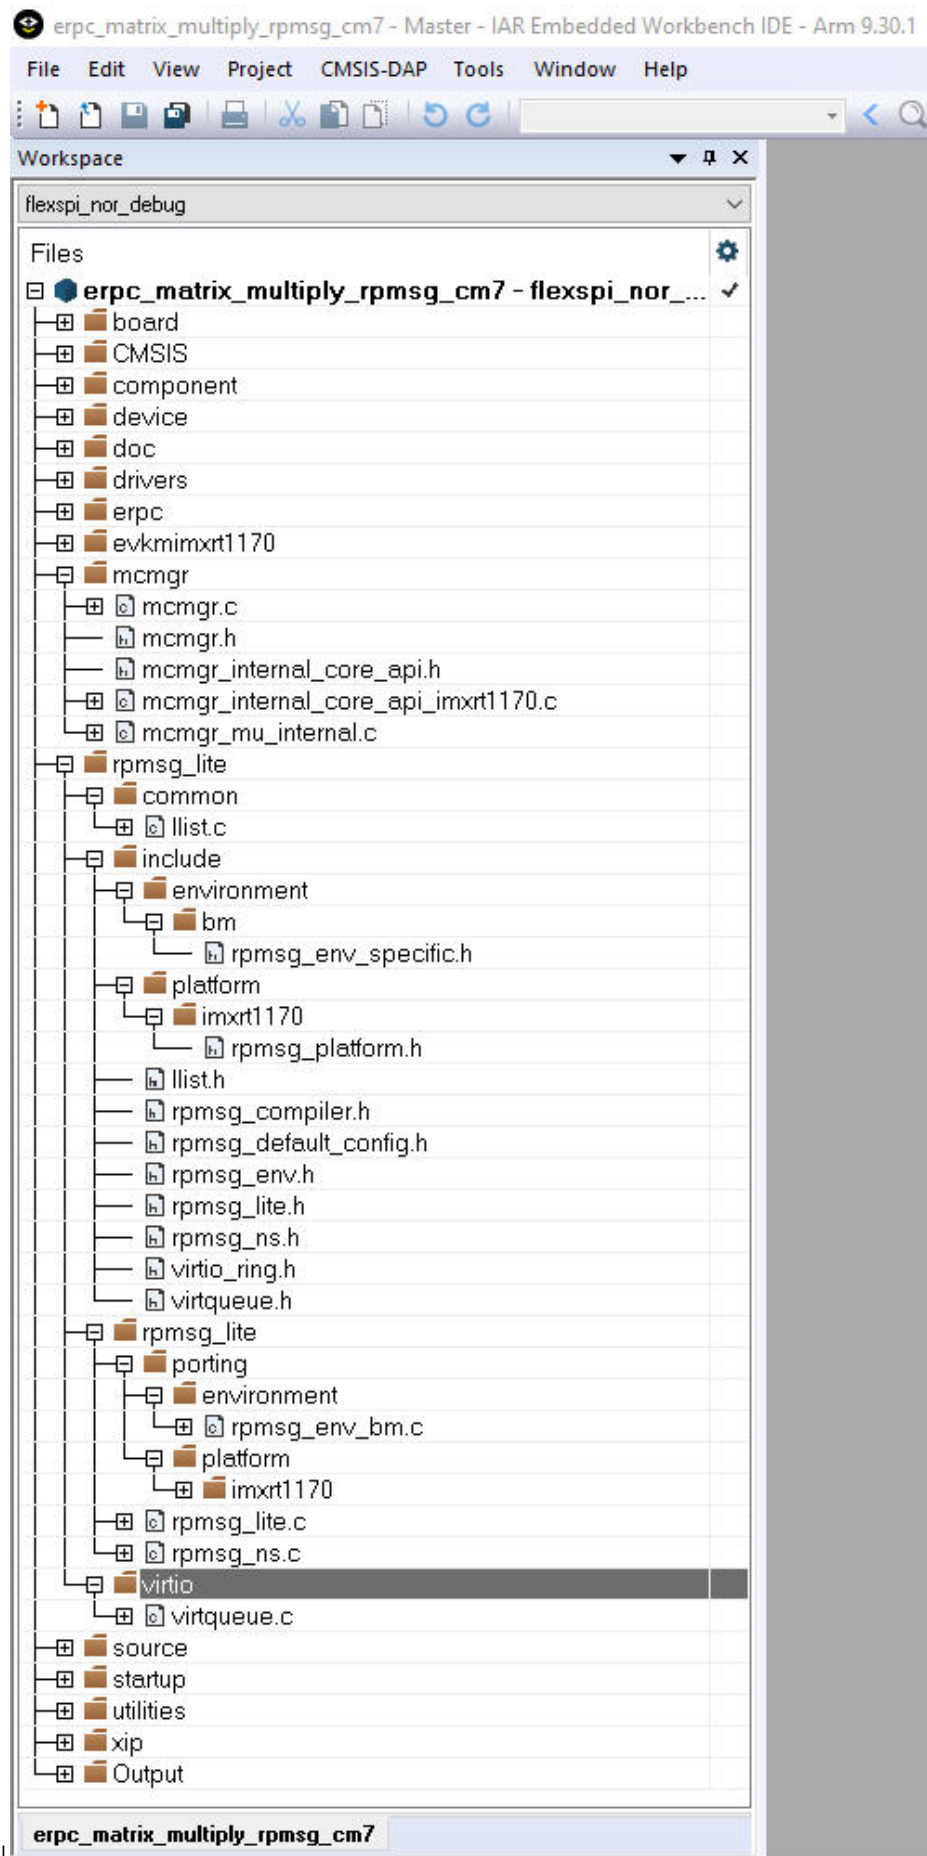 erpc_matrix_multiply_rpmsg_cm7 - Master - IAR Embedded Workbench IDE - Arm 9.30.1
File Edit View Project CMSIS-DAP Tools Window Help
Workspace
flexspi_nor_debug
Files
erpc_matrix_multiply_rpmsg_cm7 - flexspi_nor_...
board
CMSIS
component
device
doc
drivers
erpc
evkmimxrt1170
mcmgr
mcmgr.c
mcmgr.h
mcmgr_internal_core_api.h
mcmgr_internal_core_api_imxrt1170.c
mcmgr_mu_internal.c
rpmsg_lite
common
llist.c
include
environment
bm
rpmsg_env_specific.h
platform
imxrt1170
rpmsg_platform.h
llist.h
rpmsg_compiler.h
rpmsg_default_config.h
rpmsg_env.h
rpmsg_lite.h
rpmsg_ns.h
virtio_ring.h
virtqueue.h
rpmsg_lite
porting
environment
rpmsg_env_bm.c
platform
imxrt1170
rpmsg_lite.c
rpmsg_ns.c
virtio
virtqueue.c
source
startup
utilities
xip
Output
erpc_matrix_multiply_rpmsg_cm7